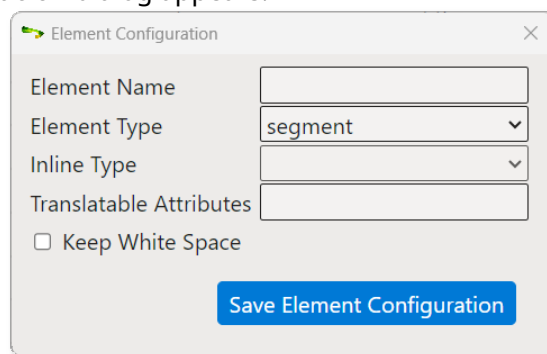 Element Configuration
Element Name
Element Type segment
Inline Type
Translatable Attributes
Keep White Space
Save Element Configuration